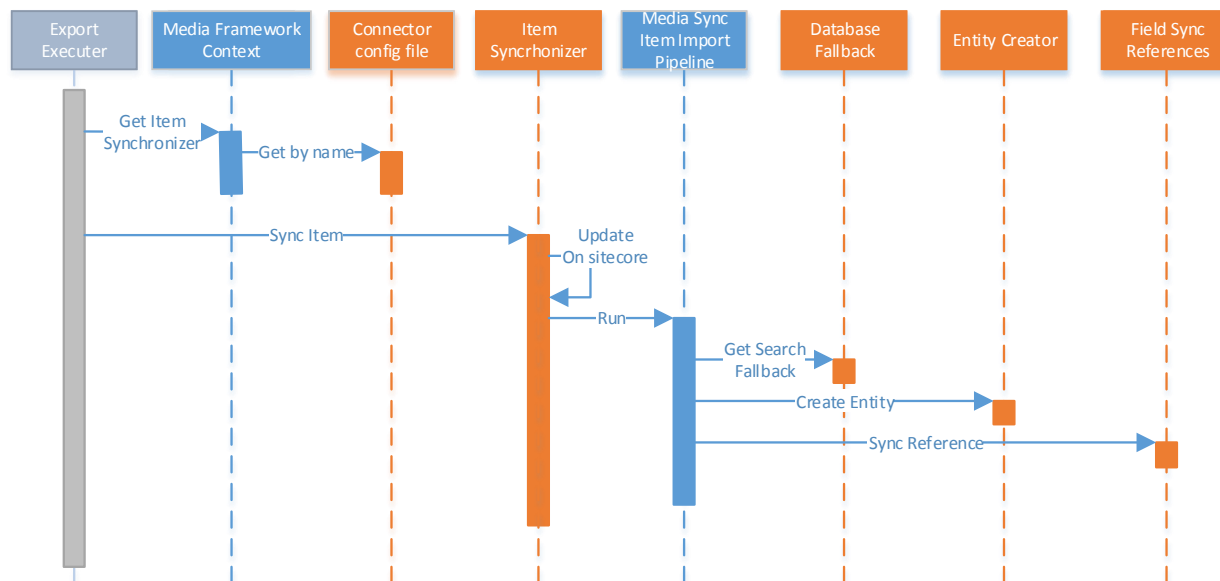 Export
Executer
Media Framework
Context
Connector
config file
Item
Syncrhonizer
Media Sync
Item Import
Pipeline
Database
Fallback
Entity Creator
Field Sync
References
Get Item
Synchronizer
Get by name
Sync Item
Update
On sitecore
Run
Get Search
Fallback
Create Entity
Sync Reference